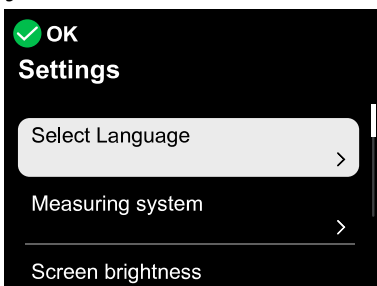 OK
Settings
Select Language
Measuring system
Screen brightness